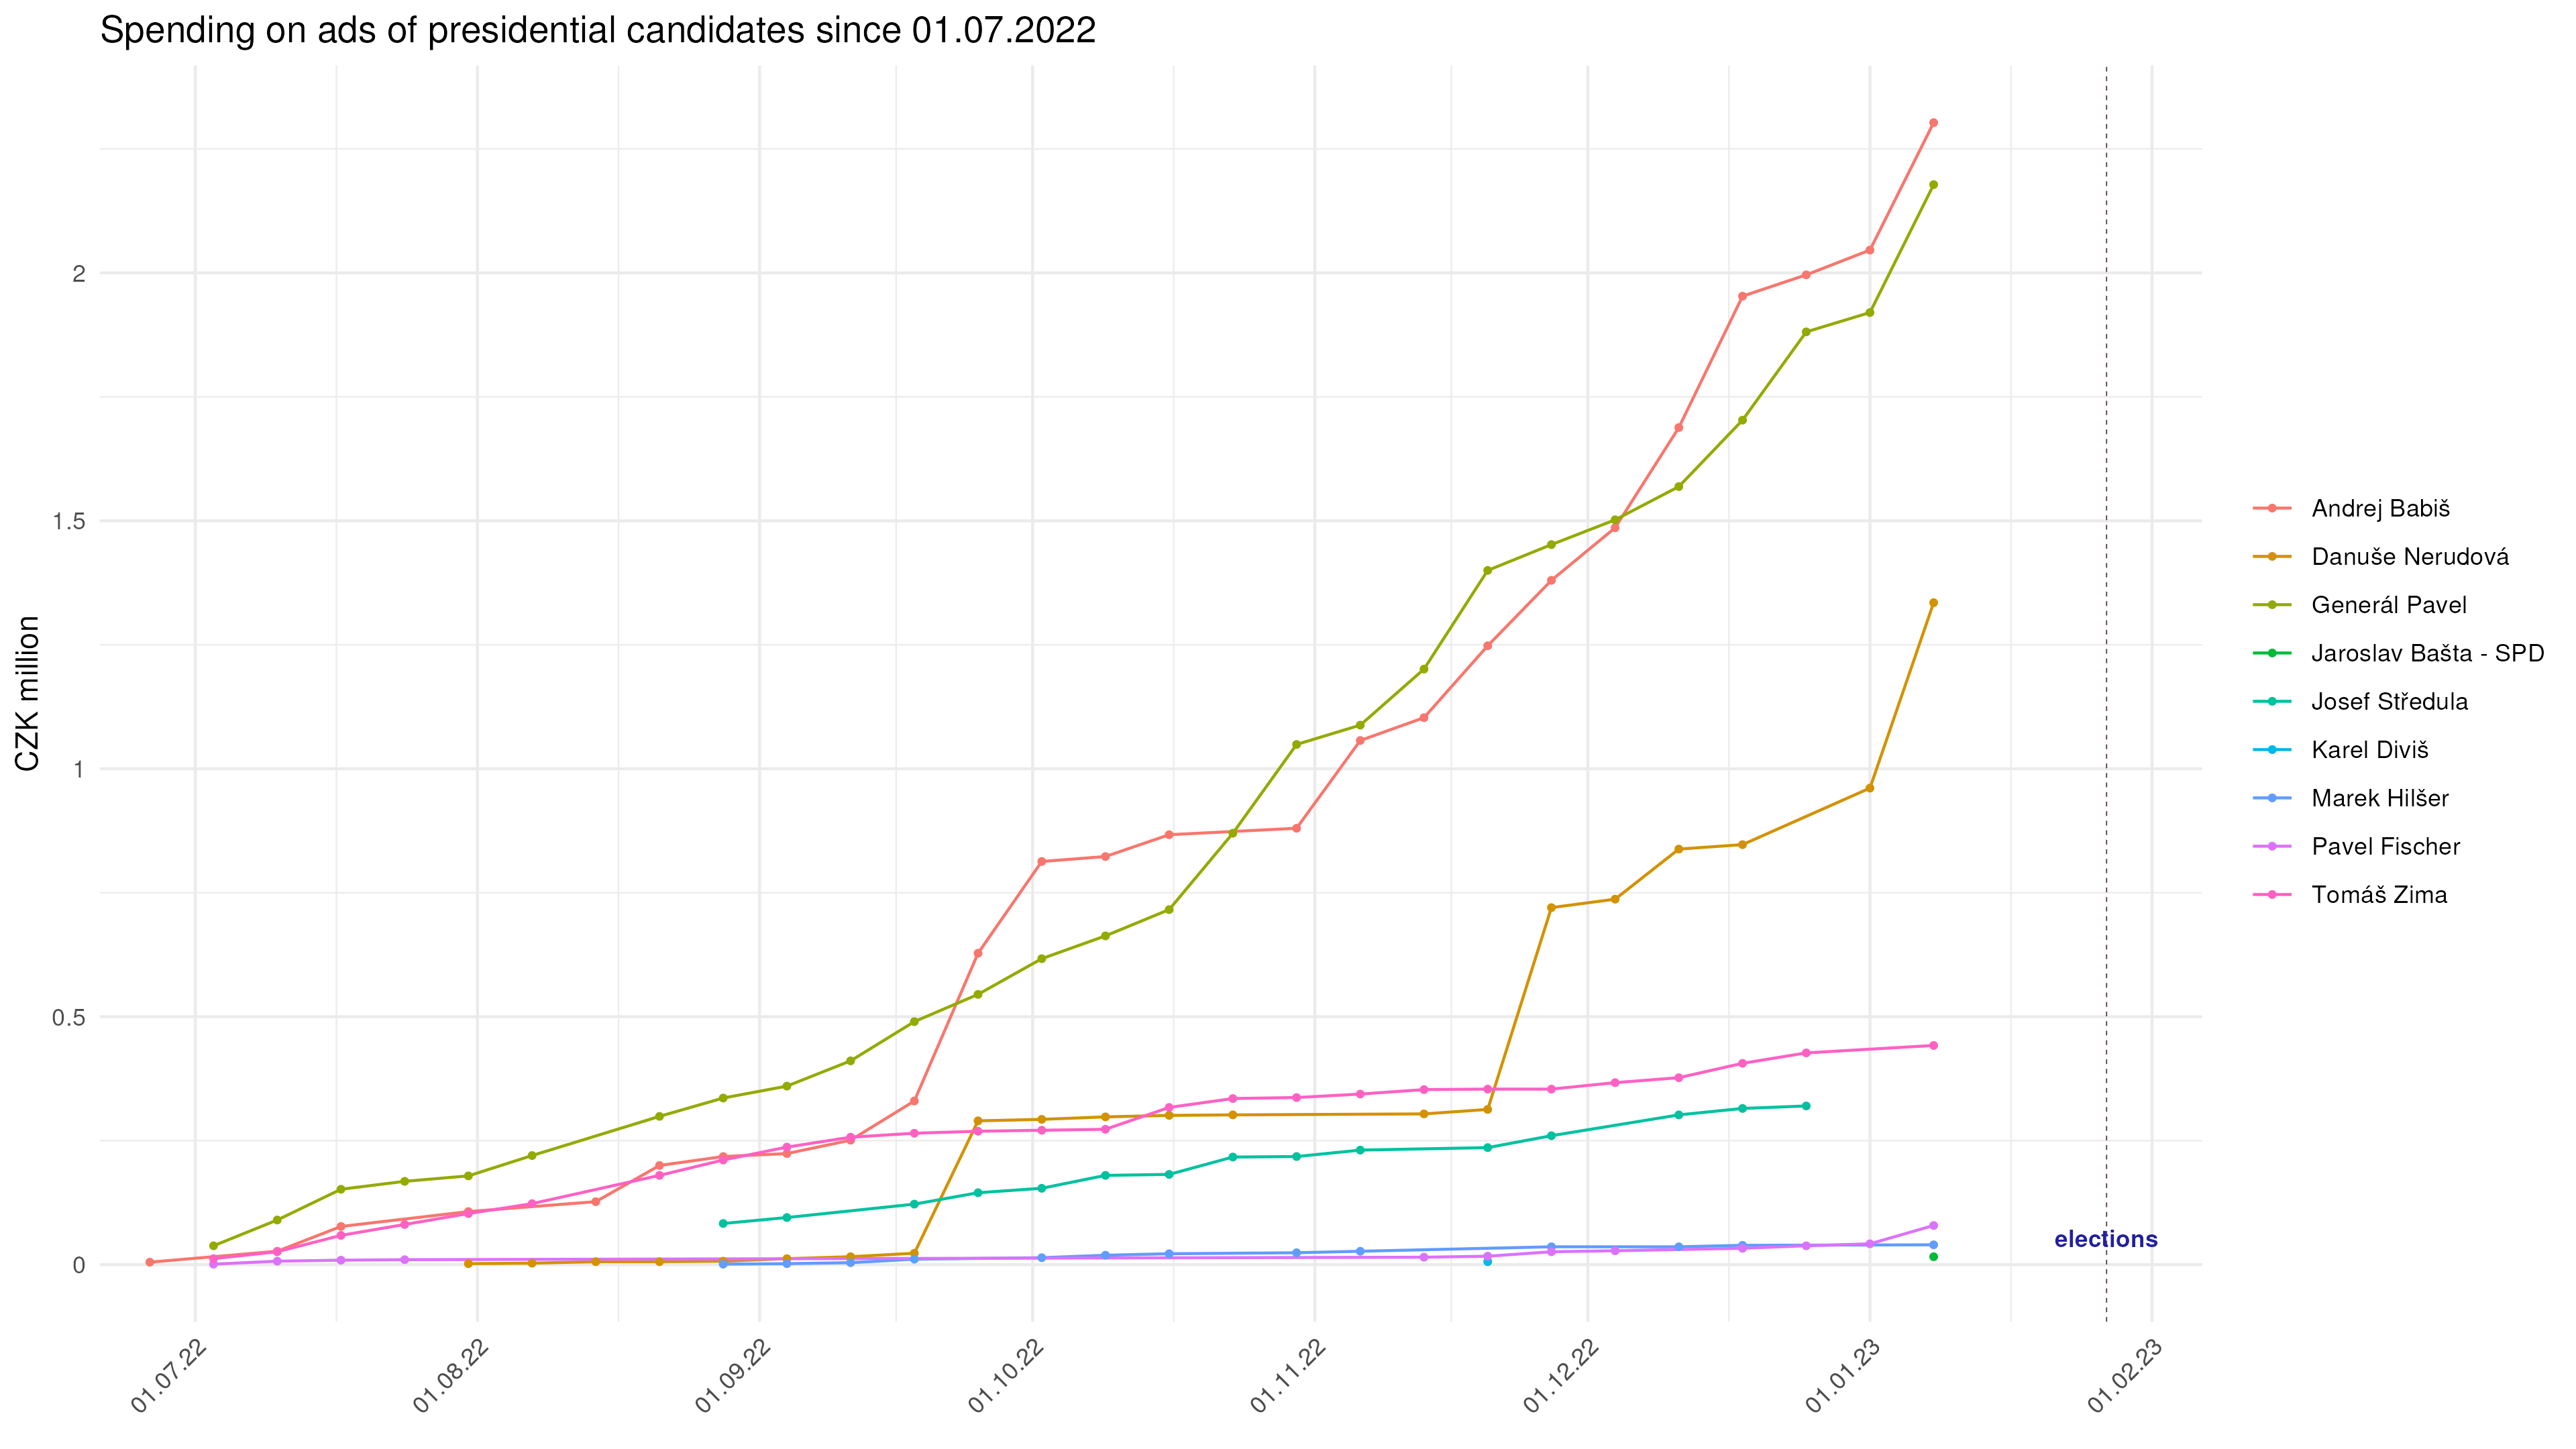 Spending on ads of presidential candidates since 01.07.2022
CZK million
2
1.5
1
0.5
0
elections
01.07.22
01.08.22
01.09.22
01.10.22
01.11.22
01.12.22
01.01.23
01.02.23
Andrej Babiš
Danuše Nerudová
Generál Pavel
Jaroslav Bašta - SPD
Josef Středula
Karel Diviš
Marek Hilšer
Pavel Fischer
Tomáš Zima